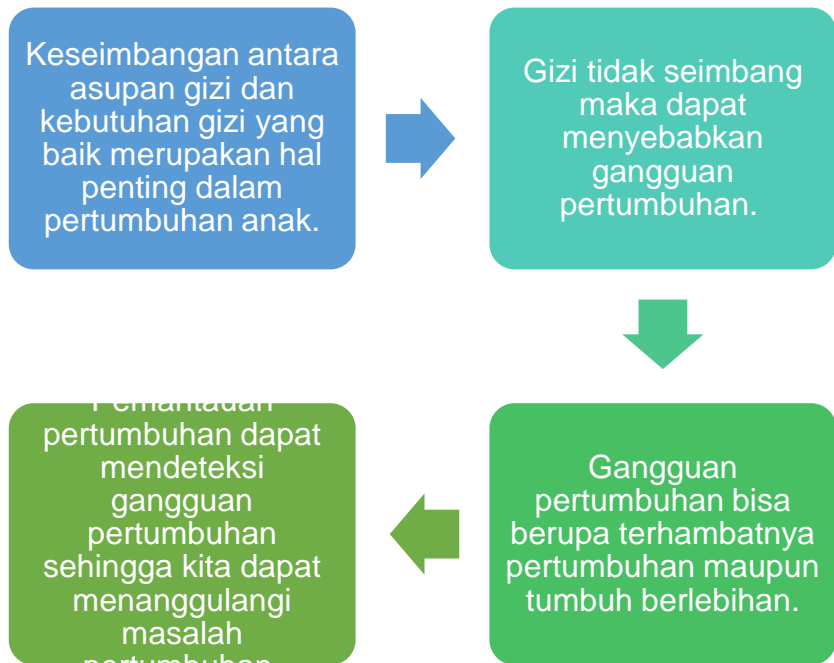 Keseimbangan antara
asupan gizi dan
kebutuhan gizi yang
baik merupakan hal
penting dalam
pertumbuhan anak.
Gizi tidak seimbang
maka dapat
menyebabkan
gangguan
pertumbuhan.
Gangguan
pertumbuhan bisa
berupa terhambatnya
pertumbuhan maupun
tumbuh berlebihan.
Pemantauan
pertumbuhan dapat
mendeteksi
gangguan
pertumbuhan
sehingga kita dapat
menanggulangi
masalah
pertumbuhan.